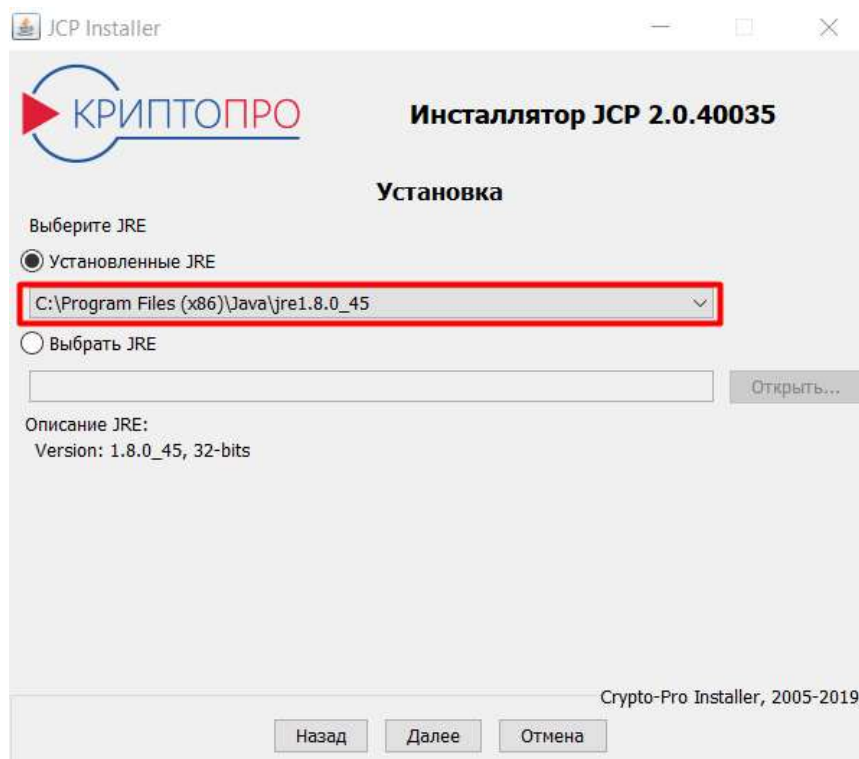 JCP Installer
КРИПТОПРО
Инсталлятор JCP 2.0.40035
Установка
Выберите JRE
Установленные JRE
C:\Program Files (x86)\Java\jre1.8.0_45
Выбрать JRE
Открыть...
Описание JRE:
Version: 1.8.0_45, 32-bits
Crypto-Pro Installer, 2005-2019
Назад Далее Отмена